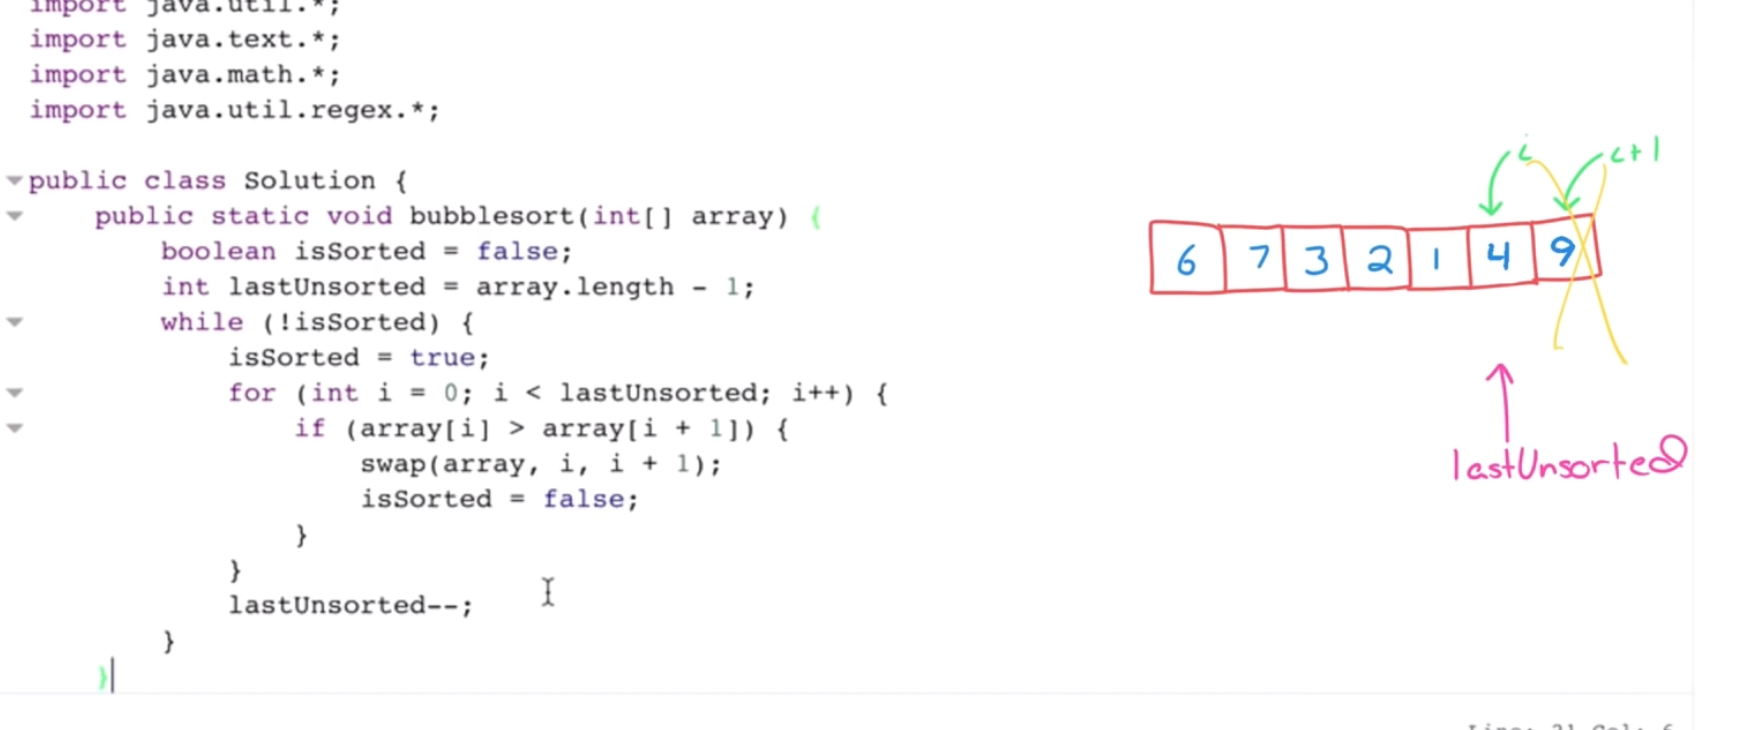 import java.util.*;
import java.text.*;
import java.math.*;
import java.util.regex.*;
public class Solution {
public static void bubblesort(int[] array) {
boolean isSorted = false;
int lastUnsorted = array.length - 1;
while (!isSorted) {
isSorted = true;
for (int i = 0; i < lastUnsorted; i++) {
if (array[i] > array[i + 1]) {
swap(array, i, i + 1);
isSorted = false;
}
}
lastUnsorted--;
}
}
i i+1
6 7 3 2 1 4 9
lastUnsorted